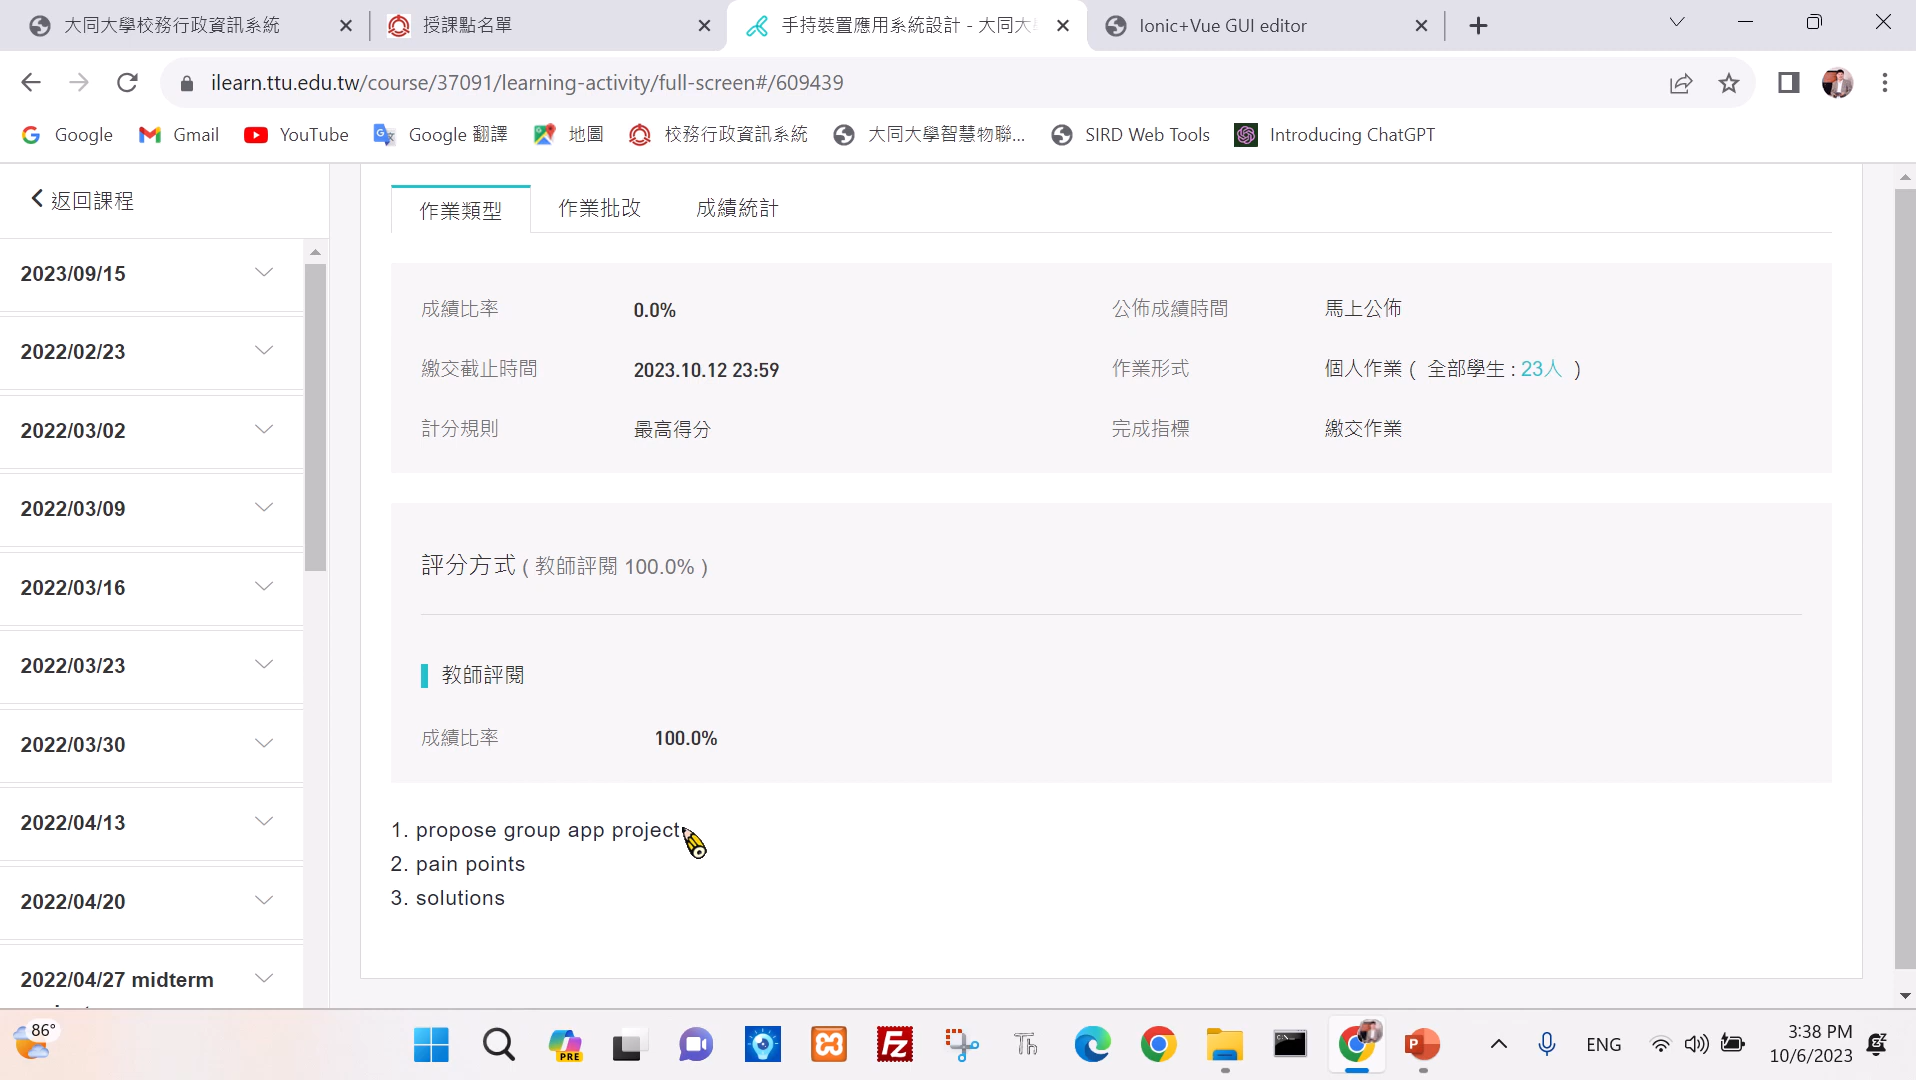 大同大學校務行政資訊系統
授課點名單
手持裝置應用系統設計 - 大同大
Ionic+Vue GUI editor
ilearn.ttu.edu.tw/course/37091/learning-activity/full-screen#/609439
Google
Gmail
YouTube
Google 翻譯
地圖
校務行政資訊系統
大同大學智慧物聯...
SIRD Web Tools
Introducing ChatGPT
返回課程
作業類型
作業批改
成績統計
2023/09/15
2022/02/23
2022/03/02
2022/03/09
2022/03/16
2022/03/23
2022/03/30
2022/04/13
2022/04/20
2022/04/27 midterm
成績比率 0.0% 公佈成績時間 馬上公佈
繳交截止時間 2023.10.12 23:59 作業形式 個人作業 ( 全部學生 : 23人 )
計分規則 最高得分 完成指標 繳交作業
評分方式 ( 教師評閱 100.0% )
教師評閱
成績比率 100.0%
1. propose group app project
2. pain points
3. solutions
86°
PRE
Fz
Th
P
ENG
3:38 PM
10/6/2023